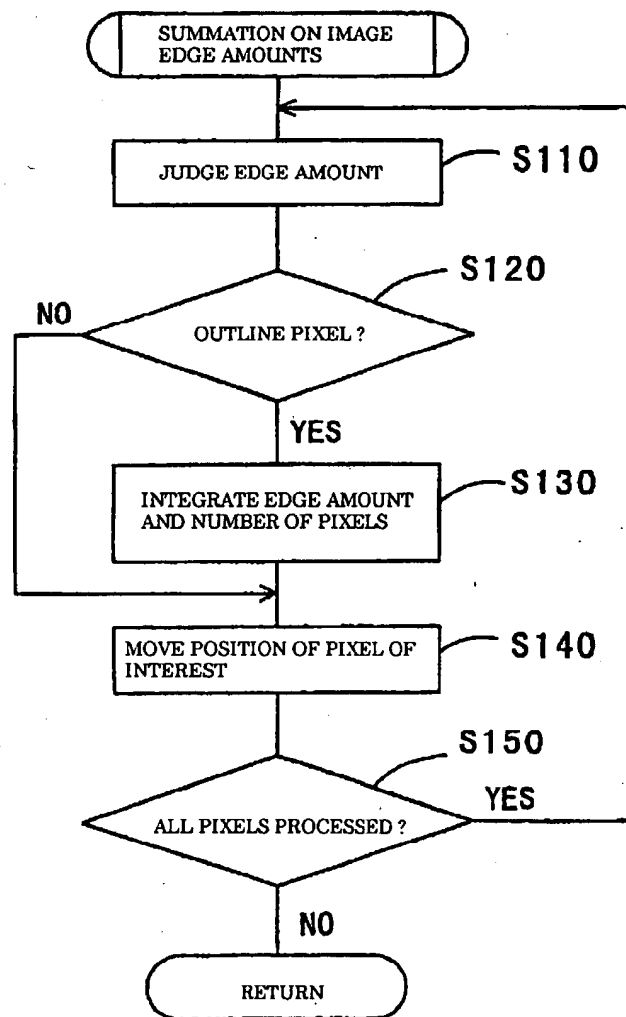 SUMMATION ON IMAGE
EDGE AMOUNTS
JUDGE EDGE AMOUNT
S110
S120
NO
OUTLINE PIXEL ?
YES
INTEGRATE EDGE AMOUNT
AND NUMBER OF PIXELS
S130
MOVE POSITION OF PIXEL OF
INTEREST
S140
S150
YES
ALL PIXELS PROCESSED ?
NO
RETURN